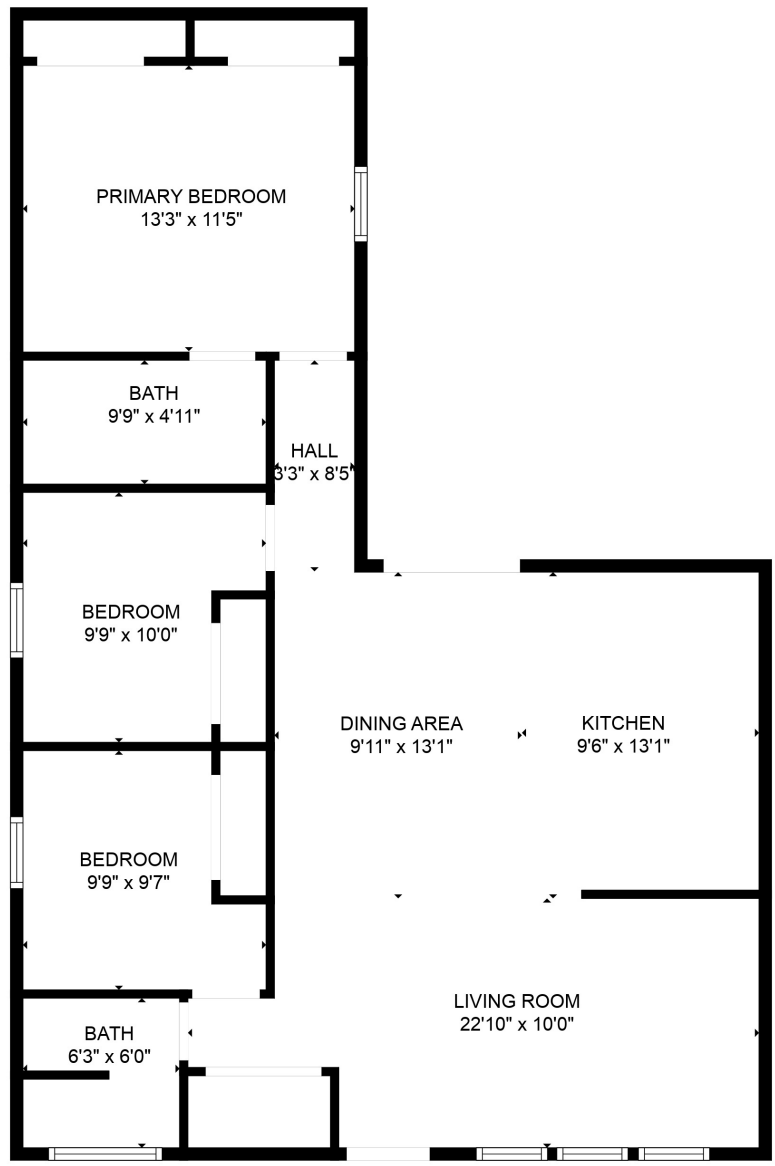 PRIMARY BEDROOM
13'3" x 11'5"
BATH
9'9" x 4'11"
HALL
3'3" x 8'5"
BEDROOM
9'9" x 10'0"
DINING AREA
9'11" x 13'1"
KITCHEN
9'6" x 13'1"
BEDROOM
9'9" x 9'7"
LIVING ROOM
22'10" x 10'0"
BATH
6'3" x 6'0"